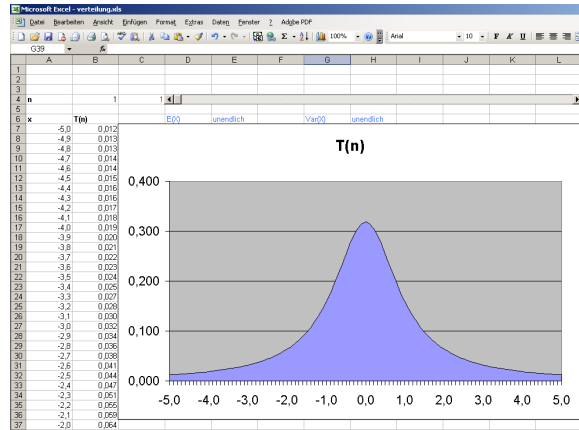 Microsoft Excel - verteilung.xls
Datei Bearbeiten Ansicht Einfügen Format Extras Daten Fenster ? Adobe PDF
100% Arial 10 F K U
G39 fx
A B C D E F G H I J K L
1
2
3
4 n 1 1
5
6 x T(n) E(X) unendlich Var(X) unendlich
7 -5,0 0,012
8 -4,9 0,013
9 -4,8 0,013
10 -4,7 0,014
11 -4,6 0,014
12 -4,5 0,015
13 -4,4 0,016
14 -4,3 0,016
15 -4,2 0,017
16 -4,1 0,018
17 -4,0 0,019
18 -3,9 0,020
19 -3,8 0,021
20 -3,7 0,022
21 -3,6 0,023
22 -3,5 0,024
23 -3,4 0,025
24 -3,3 0,027
25 -3,2 0,028
26 -3,1 0,030
27 -3,0 0,032
28 -2,9 0,034
29 -2,8 0,036
30 -2,7 0,038
31 -2,6 0,041
32 -2,5 0,044
33 -2,4 0,047
34 -2,3 0,051
35 -2,2 0,055
36 -2,1 0,059
37 -2,0 0,064
T(n)
0,400
0,300
0,200
0,100
0,000
-5,0 -4,0 -3,0 -2,0 -1,0 0,0 1,0 2,0 3,0 4,0 5,0